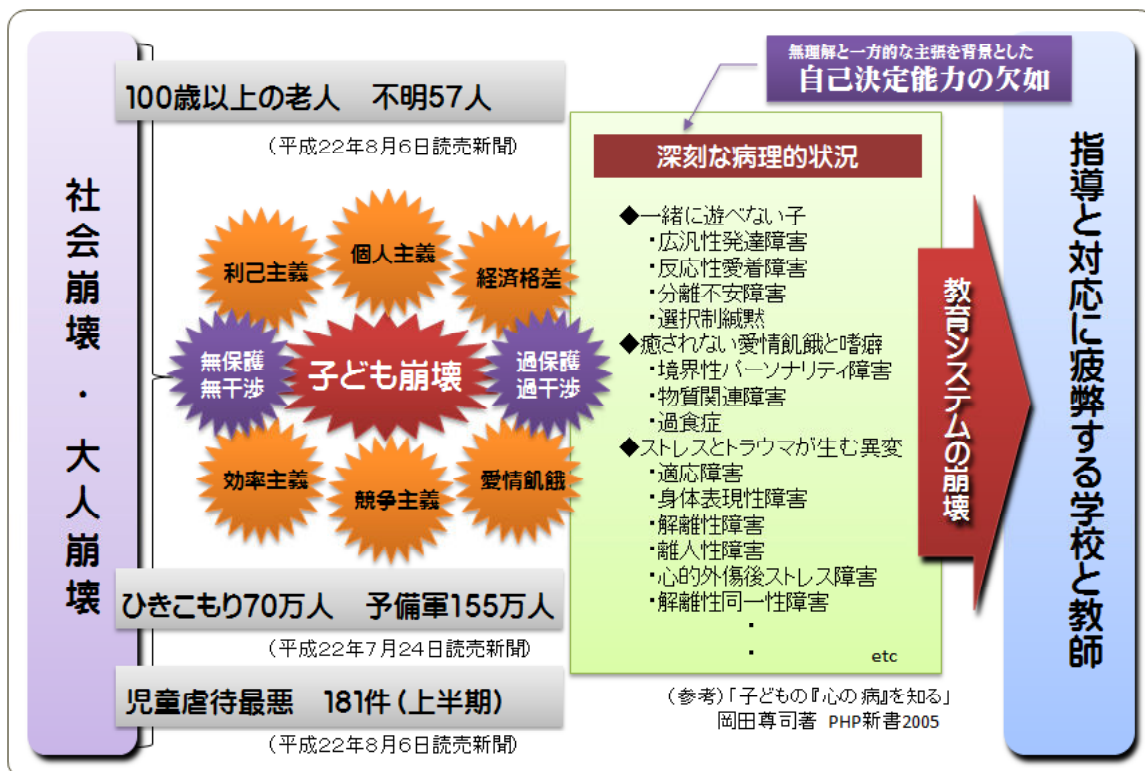 社会崩壊・大人崩壊
100歳以上の老人 不明57人
(平成22年8月6日読売新聞)
利己主義
個人主義
経済格差
無保護
無干渉
子ども崩壊
過保護
過干渉
効率主義
競争主義
愛情飢餓
ひきこもり70万人 予備軍155万人
(平成22年7月24日読売新聞)
児童虐待最悪 181件(上半期)
(平成22年8月6日読売新聞)
無理解と一方的な主張を背景とした
自己決定能力の欠如
深刻な病理的状況
◆一緒に遊べない子
・広汎性発達障害
・反応性愛着障害
・分離不安障害
・選択制緘黙
◆癒されない愛情飢餓と嗜癖
・境界性パーソナリティ障害
・物質関連障害
・過食症
◆ストレスとトラウマが生む異変
・適応障害
・身体表現性障害
・解離性障害
・離人性障害
・心的外傷後ストレス障害
・解離性同一性障害
・
・ etc
(参考)「子どもの『心の病』を知る」
岡田尊司著 PHP新書2005
教育システムの崩壊
指導と対応に疲弊する学校と教師